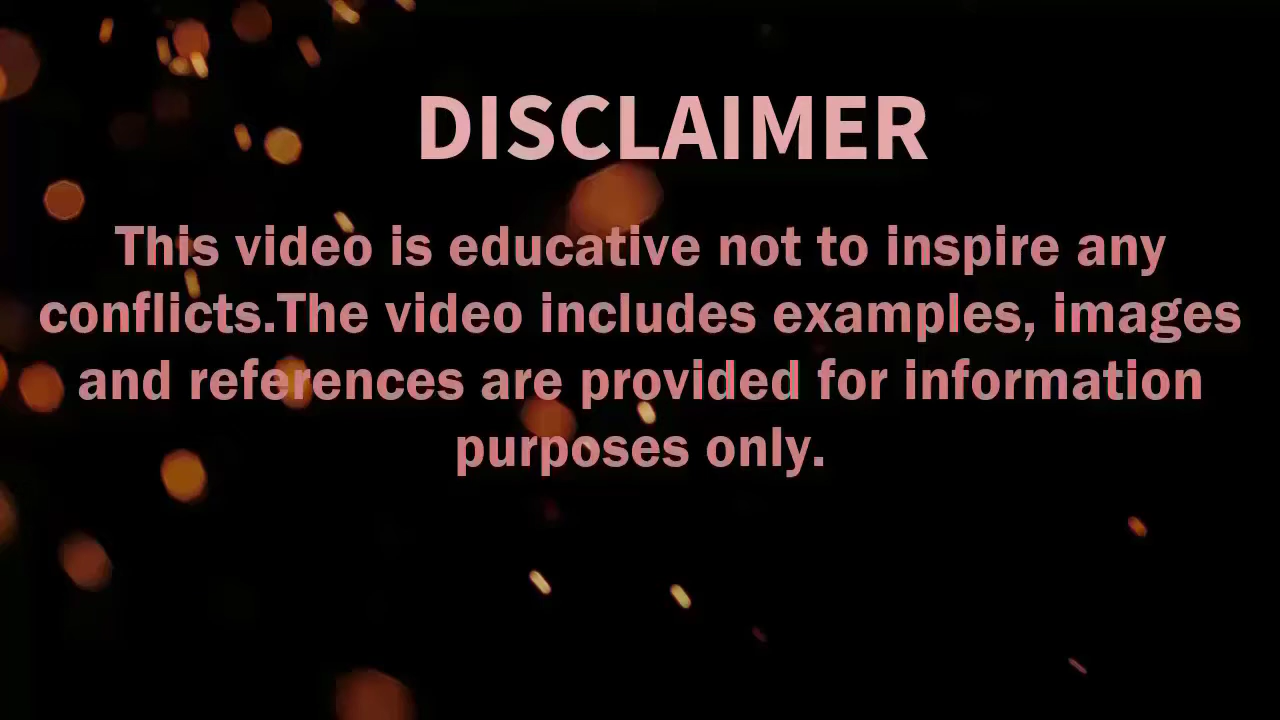 DISCLAIMER
This video is educative not to inspire any
conflicts.The video includes examples, images
and references are provided for information
purposes only.